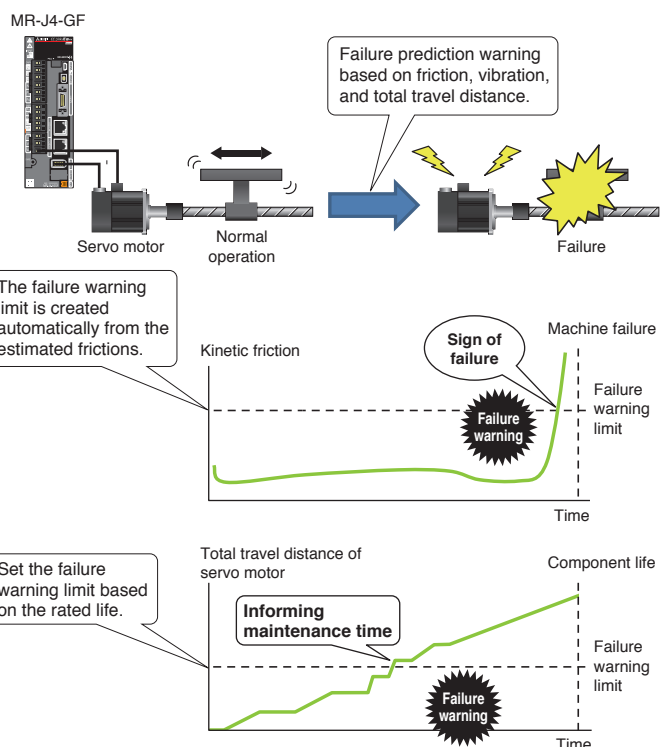 MR-J4-GF
Failure prediction warning
based on friction, vibration,
and total travel distance.
Servo motor
Normal
operation
Failure
The failure warning
limit is created
automatically from the
estimated frictions.
Kinetic friction
Sign of
failure
Machine failure
Failure
warning
Failure
warning
limit
Time
Set the failure
warning limit based
on the rated life.
Total travel distance of
servo motor
Component life
Informing
maintenance time
Failure
warning
limit
Failure
warning
Time